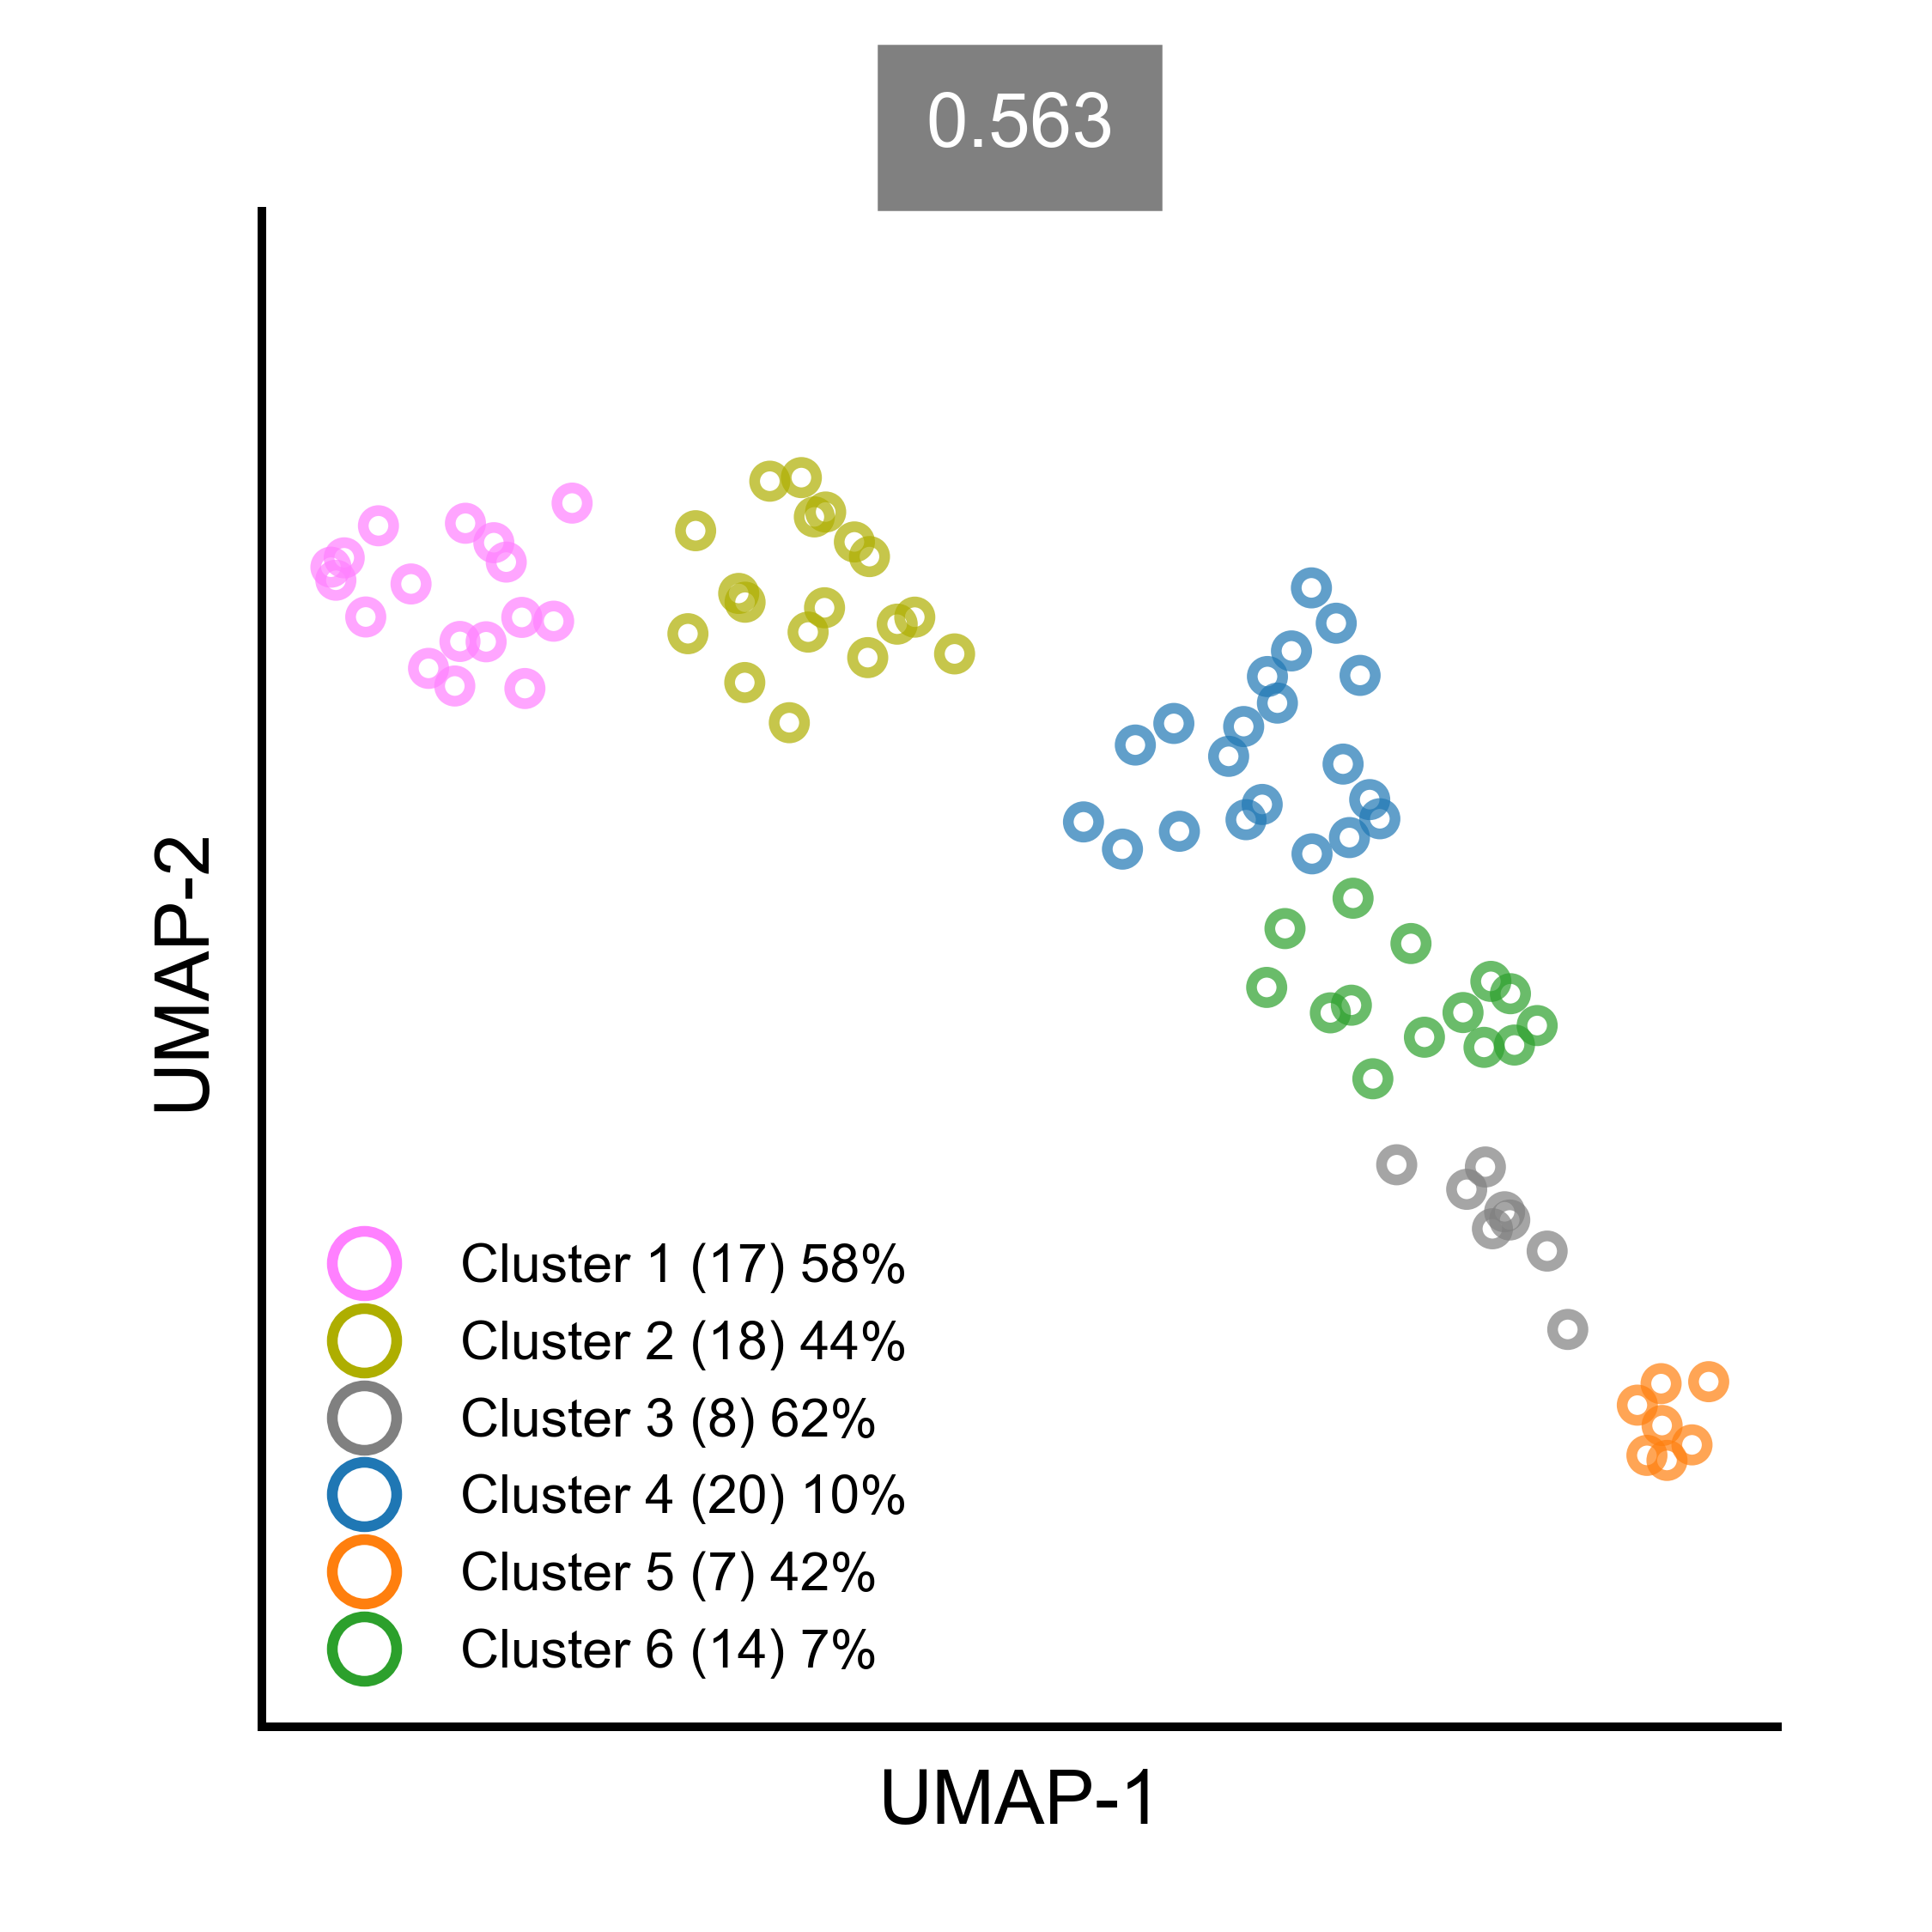 0.563
UMAP-2
Cluster 1 (17) 58%
Cluster 2 (18) 44%
Cluster 3 (8) 62%
Cluster 4 (20) 10%
Cluster 5 (7) 42%
Cluster 6 (14) 7%
UMAP-1